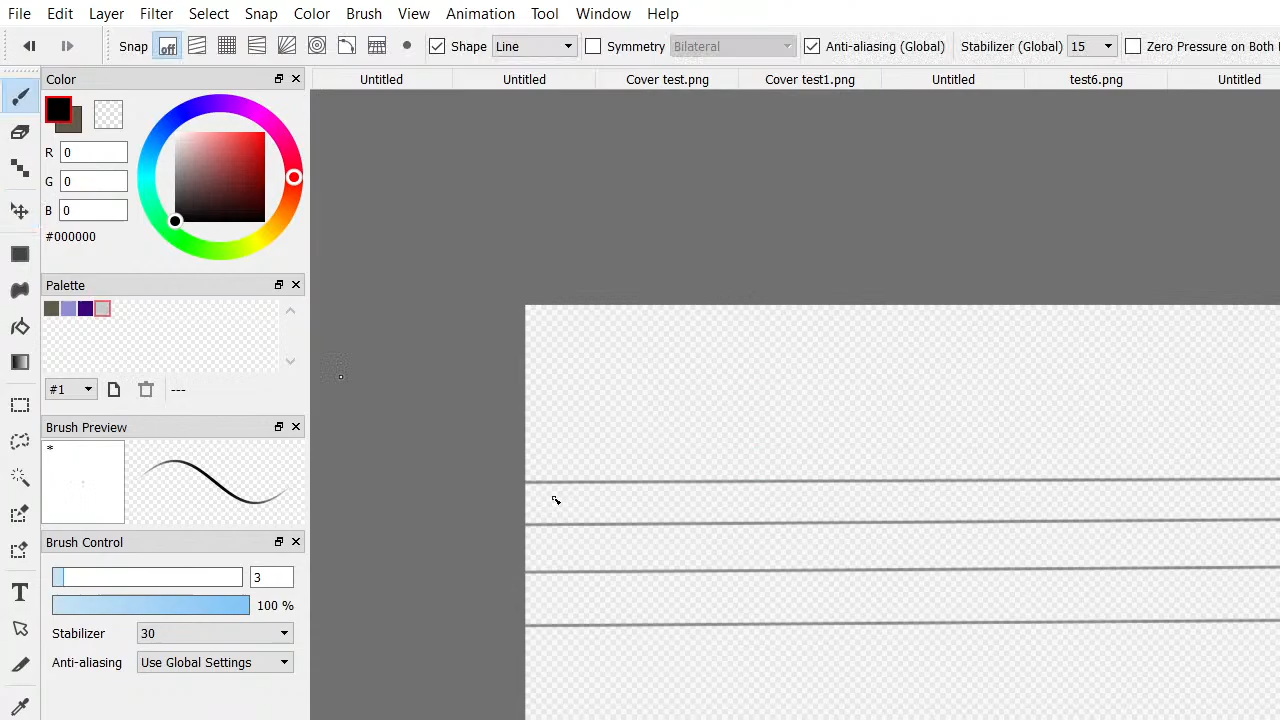 File Edit Layer Filter Select Snap Color Brush View Animation Tool Window Help
Snap off Shape Line Symmetry Bilateral Anti-aliasing (Global) Stabilizer (Global) 15 Zero Pressure on Both
Color
Untitled Untitled Cover test.png Cover test1.png Untitled test6.png Untitled
R 0
G 0
B 0
#000000
Palette
#1 ---
Brush Preview
*
Brush Control
3
100 %
Stabilizer 30
Anti-aliasing Use Global Settings
T